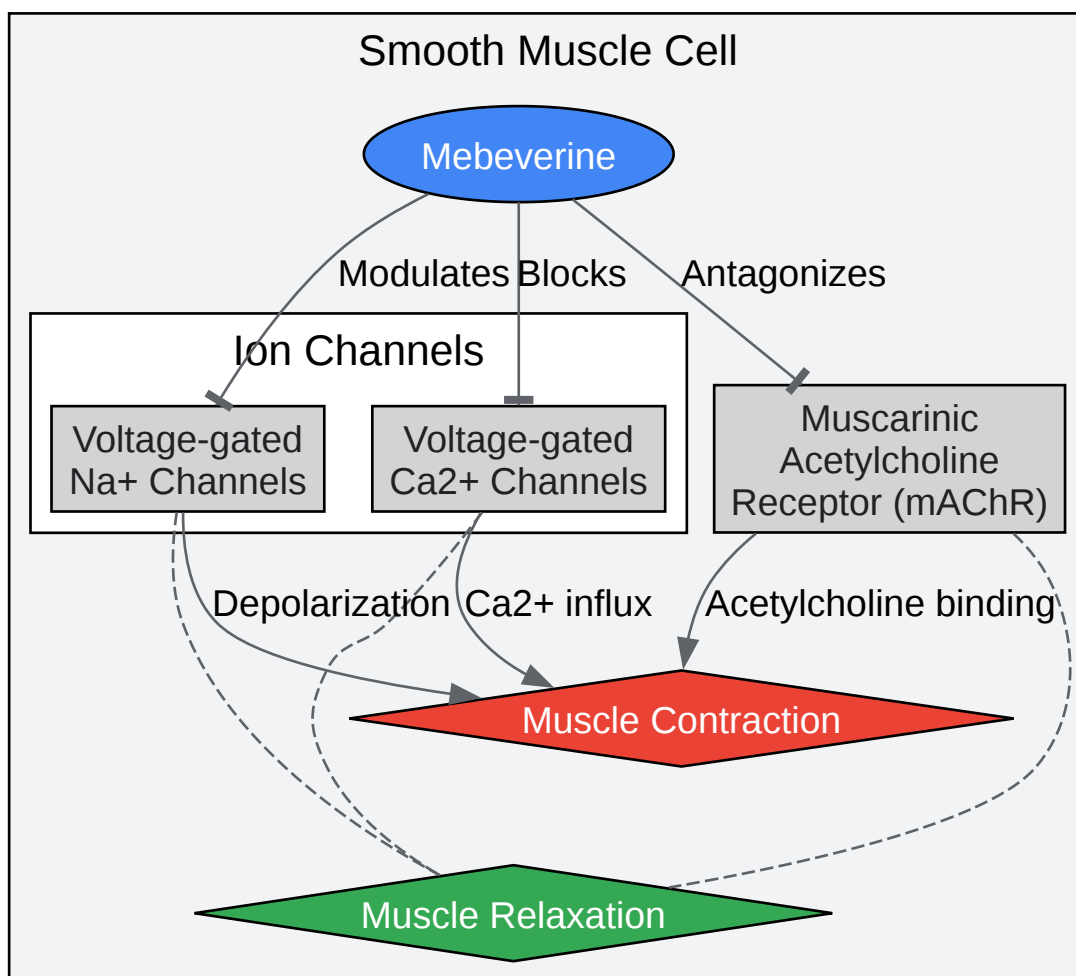 Smooth Muscle Cell
Mebeverine
Modulates
Blocks
Antagonizes
Ion Channels
Voltage-gated
Na+ Channels
Voltage-gated
Ca2+ Channels
Muscarinic
Acetylcholine
Receptor (mAChR)
Depolarization
Ca2+ influx
Acetylcholine binding
Muscle Contraction
Muscle Relaxation